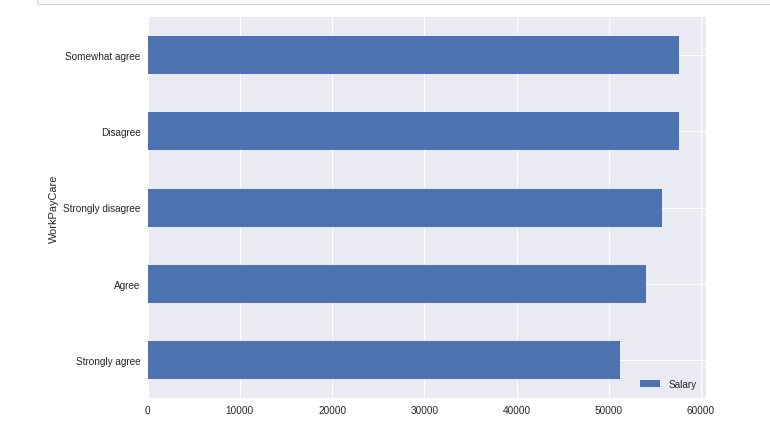 Somewhat agree
Disagree
WorkPayCare
Strongly disagree
Agree
Strongly agree
Salary
0 10000 20000 30000 40000 50000 60000